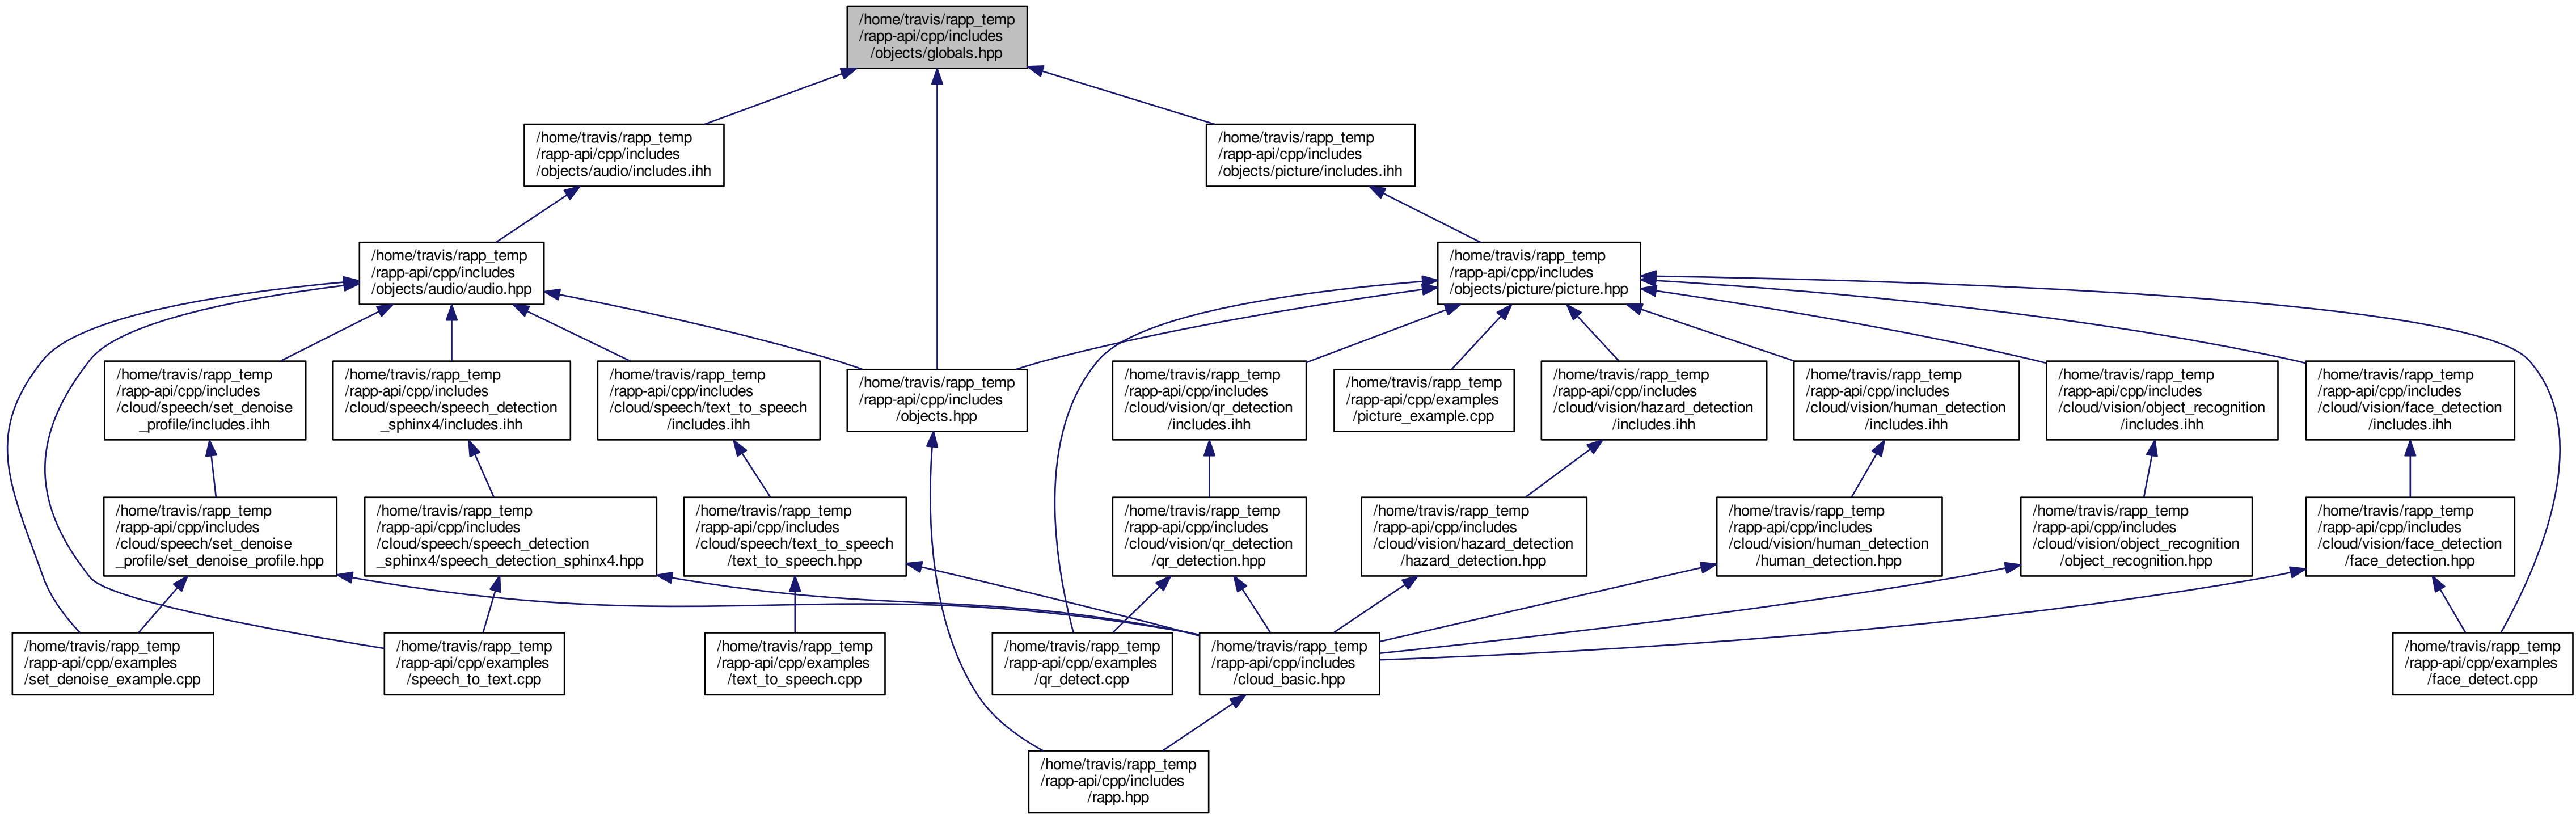 /home/travis/rapp_temp
/rapp-api/cpp/includes
/objects/globals.hpp
/home/travis/rapp_temp
/rapp-api/cpp/includes
/objects/audio/includes.ihh
/home/travis/rapp_temp
/rapp-api/cpp/includes
/objects/picture/includes.ihh
/home/travis/rapp_temp
/rapp-api/cpp/includes
/objects/audio/audio.hpp
/home/travis/rapp_temp
/rapp-api/cpp/includes
/objects/picture/picture.hpp
/home/travis/rapp_temp
/rapp-api/cpp/includes
/cloud/speech/set_denoise
_profile/includes.ihh
/home/travis/rapp_temp
/rapp-api/cpp/includes
/cloud/speech/speech_detection
_sphinx4/includes.ihh
/home/travis/rapp_temp
/rapp-api/cpp/includes
/cloud/speech/text_to_speech
/includes.ihh
/home/travis/rapp_temp
/rapp-api/cpp/includes
/objects.hpp
/home/travis/rapp_temp
/rapp-api/cpp/includes
/cloud/vision/qr_detection
/includes.ihh
/home/travis/rapp_temp
/rapp-api/cpp/examples
/picture_example.cpp
/home/travis/rapp_temp
/rapp-api/cpp/includes
/cloud/vision/hazard_detection
/includes.ihh
/home/travis/rapp_temp
/rapp-api/cpp/includes
/cloud/vision/human_detection
/includes.ihh
/home/travis/rapp_temp
/rapp-api/cpp/includes
/cloud/vision/object_recognition
/includes.ihh
/home/travis/rapp_temp
/rapp-api/cpp/includes
/cloud/vision/face_detection
/includes.ihh
/home/travis/rapp_temp
/rapp-api/cpp/includes
/cloud/speech/set_denoise
_profile/set_denoise_profile.hpp
/home/travis/rapp_temp
/rapp-api/cpp/includes
/cloud/speech/speech_detection
_sphinx4/speech_detection_sphinx4.hpp
/home/travis/rapp_temp
/rapp-api/cpp/includes
/cloud/speech/text_to_speech
/text_to_speech.hpp
/home/travis/rapp_temp
/rapp-api/cpp/includes
/cloud/vision/qr_detection
/qr_detection.hpp
/home/travis/rapp_temp
/rapp-api/cpp/includes
/cloud/vision/hazard_detection
/hazard_detection.hpp
/home/travis/rapp_temp
/rapp-api/cpp/includes
/cloud/vision/human_detection
/human_detection.hpp
/home/travis/rapp_temp
/rapp-api/cpp/includes
/cloud/vision/object_recognition
/object_recognition.hpp
/home/travis/rapp_temp
/rapp-api/cpp/includes
/cloud/vision/face_detection
/face_detection.hpp
/home/travis/rapp_temp
/rapp-api/cpp/examples
/set_denoise_example.cpp
/home/travis/rapp_temp
/rapp-api/cpp/examples
/speech_to_text.cpp
/home/travis/rapp_temp
/rapp-api/cpp/examples
/text_to_speech.cpp
/home/travis/rapp_temp
/rapp-api/cpp/examples
/qr_detect.cpp
/home/travis/rapp_temp
/rapp-api/cpp/includes
/cloud_basic.hpp
/home/travis/rapp_temp
/rapp-api/cpp/examples
/face_detect.cpp
/home/travis/rapp_temp
/rapp-api/cpp/includes
/rapp.hpp